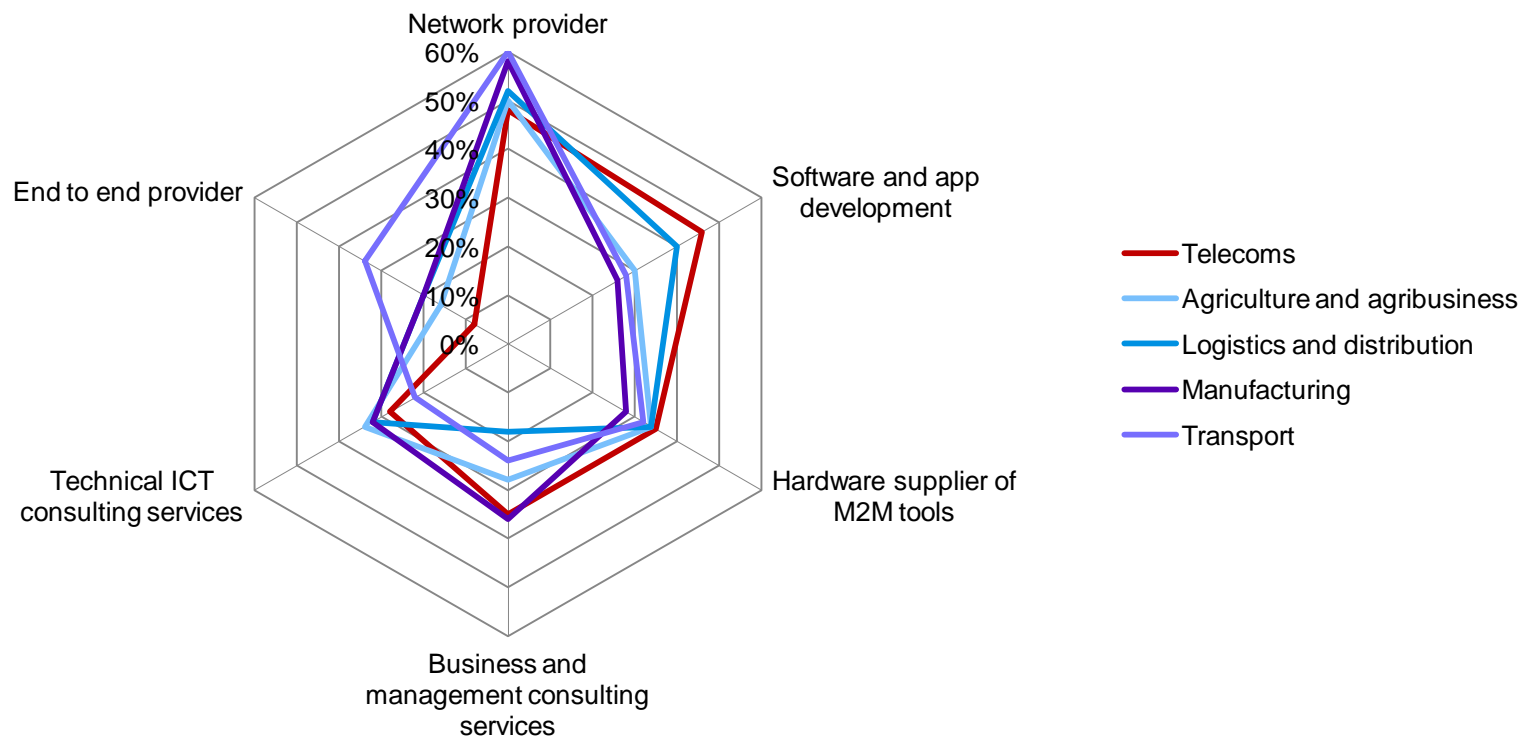 Network provider
60%
50%
40%
30%
20%
10%
0%
Software and app
development
Hardware supplier of
M2M tools
Business and
management consulting
services
Technical ICT
consulting services
End to end provider
Telecoms
Agriculture and agribusiness
Logistics and distribution
Manufacturing
Transport